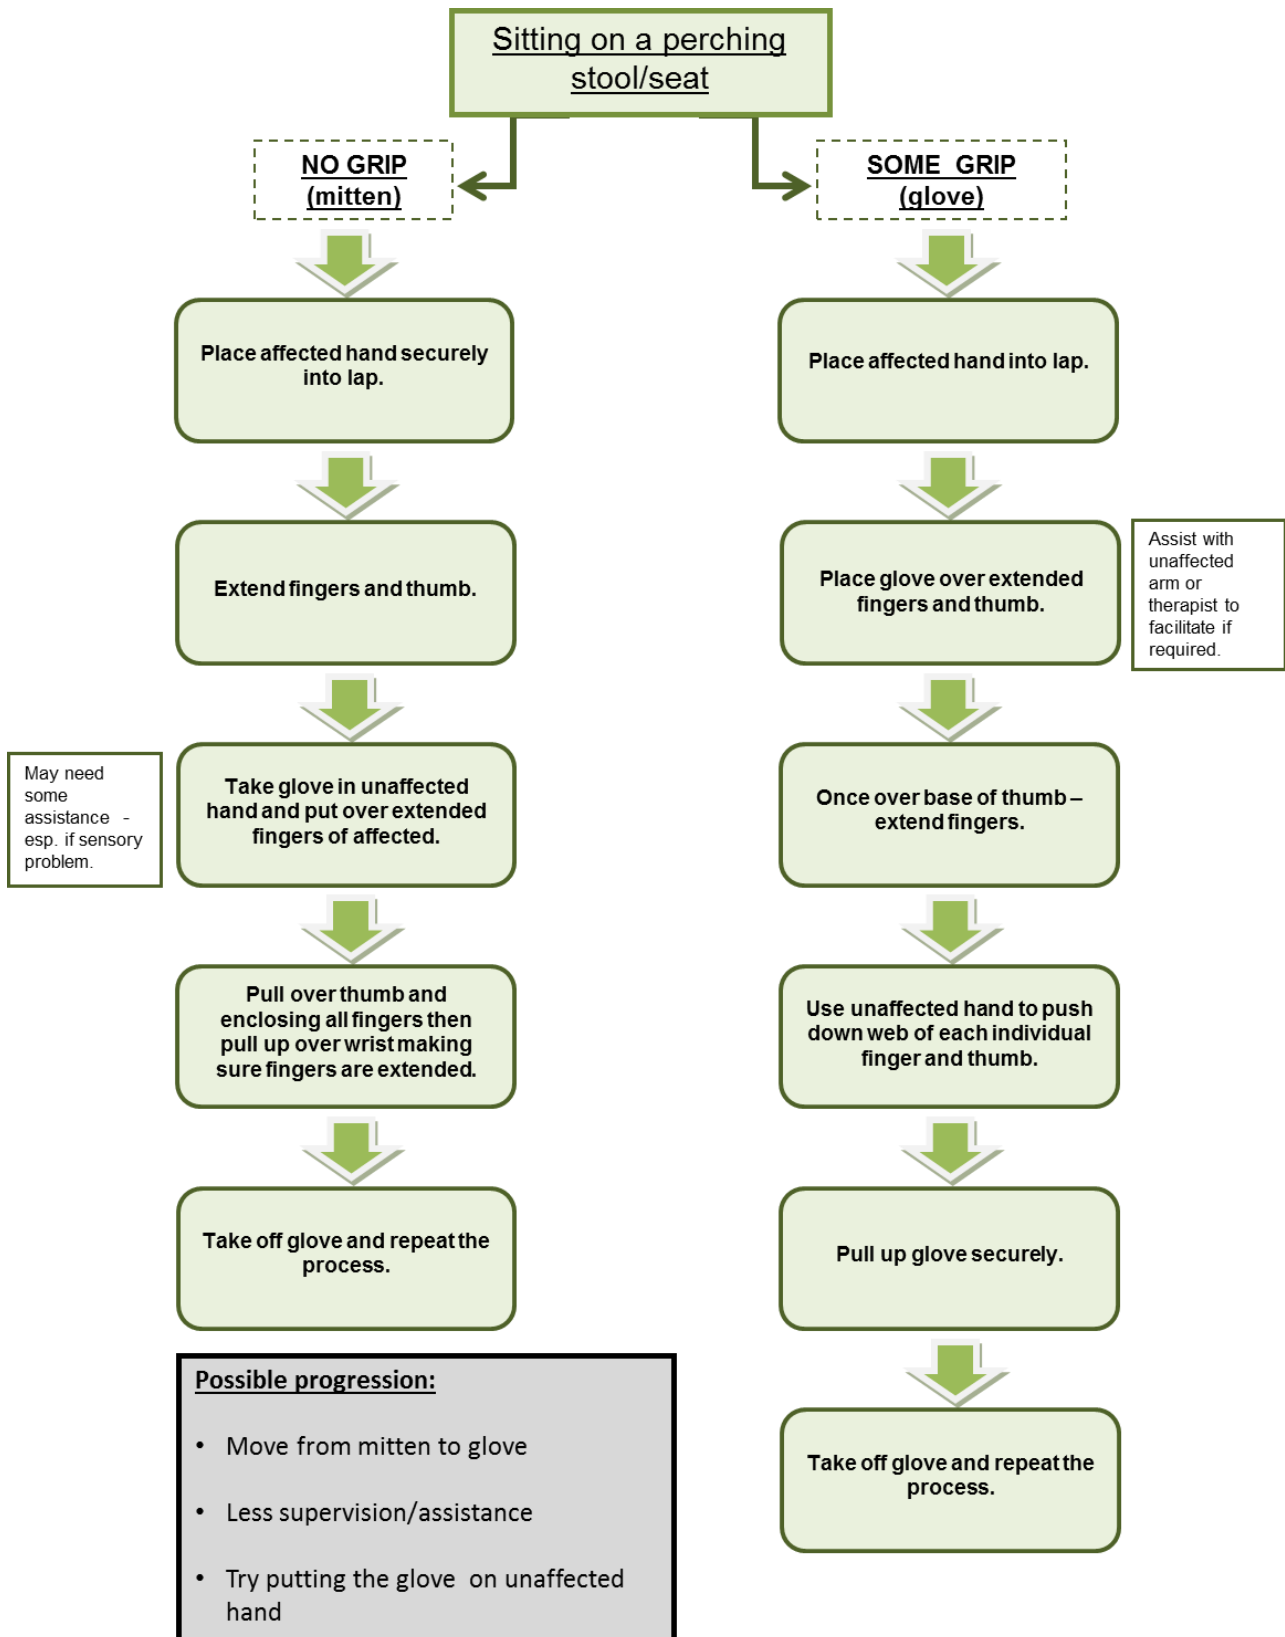 Sitting on a perching
stool/seat
NO GRIP
(mitten)
Place affected hand securely
into lap.
Extend fingers and thumb.
May need
some
assistance -
esp. if sensory
problem.
Take glove in unaffected
hand and put over extended
fingers of affected.
Pull over thumb and
enclosing all fingers then
pull up over wrist making
sure fingers are extended.
Take off glove and repeat the
process.
SOME GRIP
(glove)
Place affected hand into lap.
Place glove over extended
fingers and thumb.
Assist with
unaffected
arm or
therapist to
facilitate if
required.
Once over base of thumb –
extend fingers.
Use unaffected hand to push
down web of each individual
finger and thumb.
Pull up glove securely.
Take off glove and repeat the
process.
Possible progression:
• Move from mitten to glove
• Less supervision/assistance
• Try putting the glove on unaffected
hand